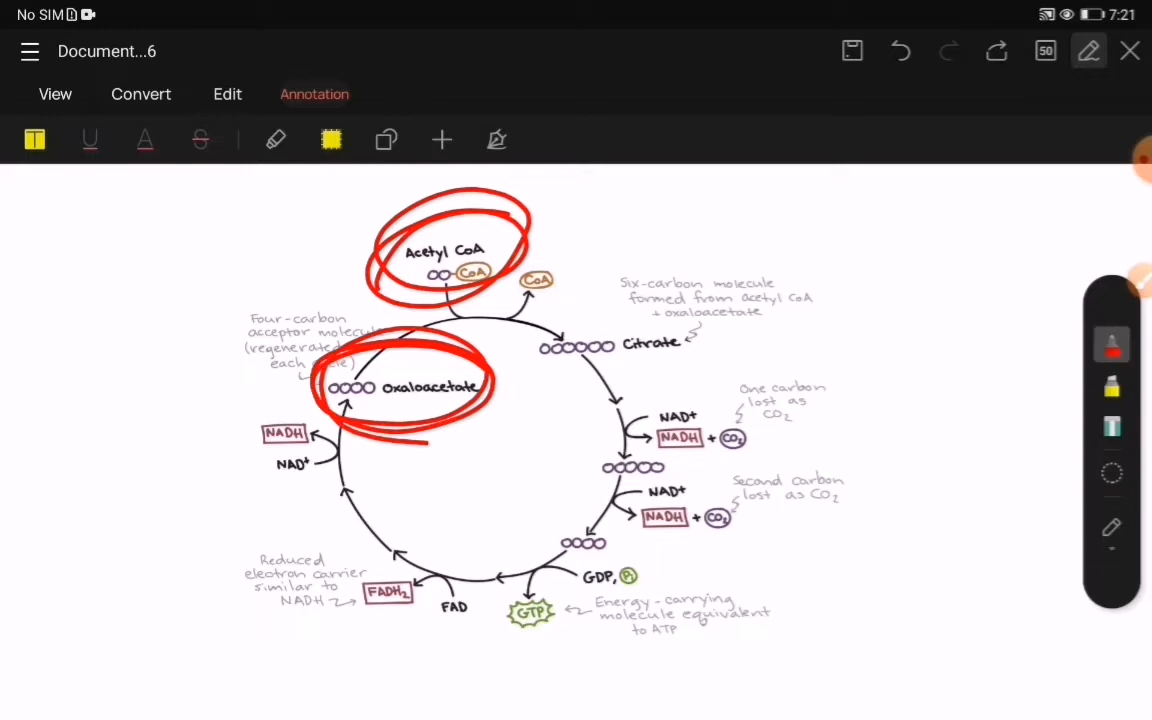 No SIM
7:21
Document...6
50
View
Convert
Edit
Annotation
T
U
A
S
Acetyl CoA
CoA
CoA
Six-carbon molecule
formed from acetyl CoA
+ oxaloacetate
Citrate
Four-carbon
acceptor molecule
(regenerated
each cycle)
Oxaloacetate
One carbon
lost as
CO2
NAD+
NADH + CO2
NADH
NAD+
Second carbon
lost as CO2
NAD+
NADH + CO2
Reduced
electron carrier
similar to
NADH
FADH2
FAD
GDP, Pi
GTP
Energy-carrying
molecule equivalent
to ATP